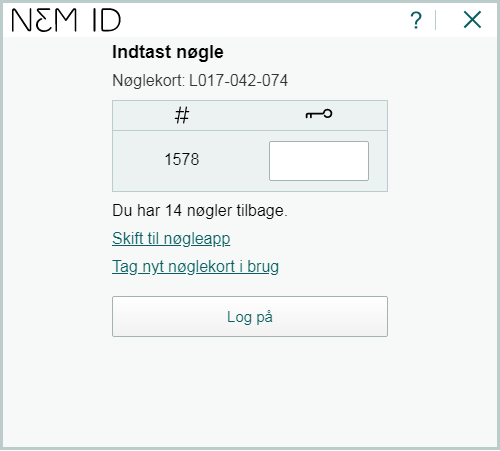 NEM ID ?
Indtast nøgle
Nøglekort: L017-042-074
#
1578
Du har 14 nøgler tilbage.
Skift til nøgleapp
Tag nyt nøglekort i brug
Log på